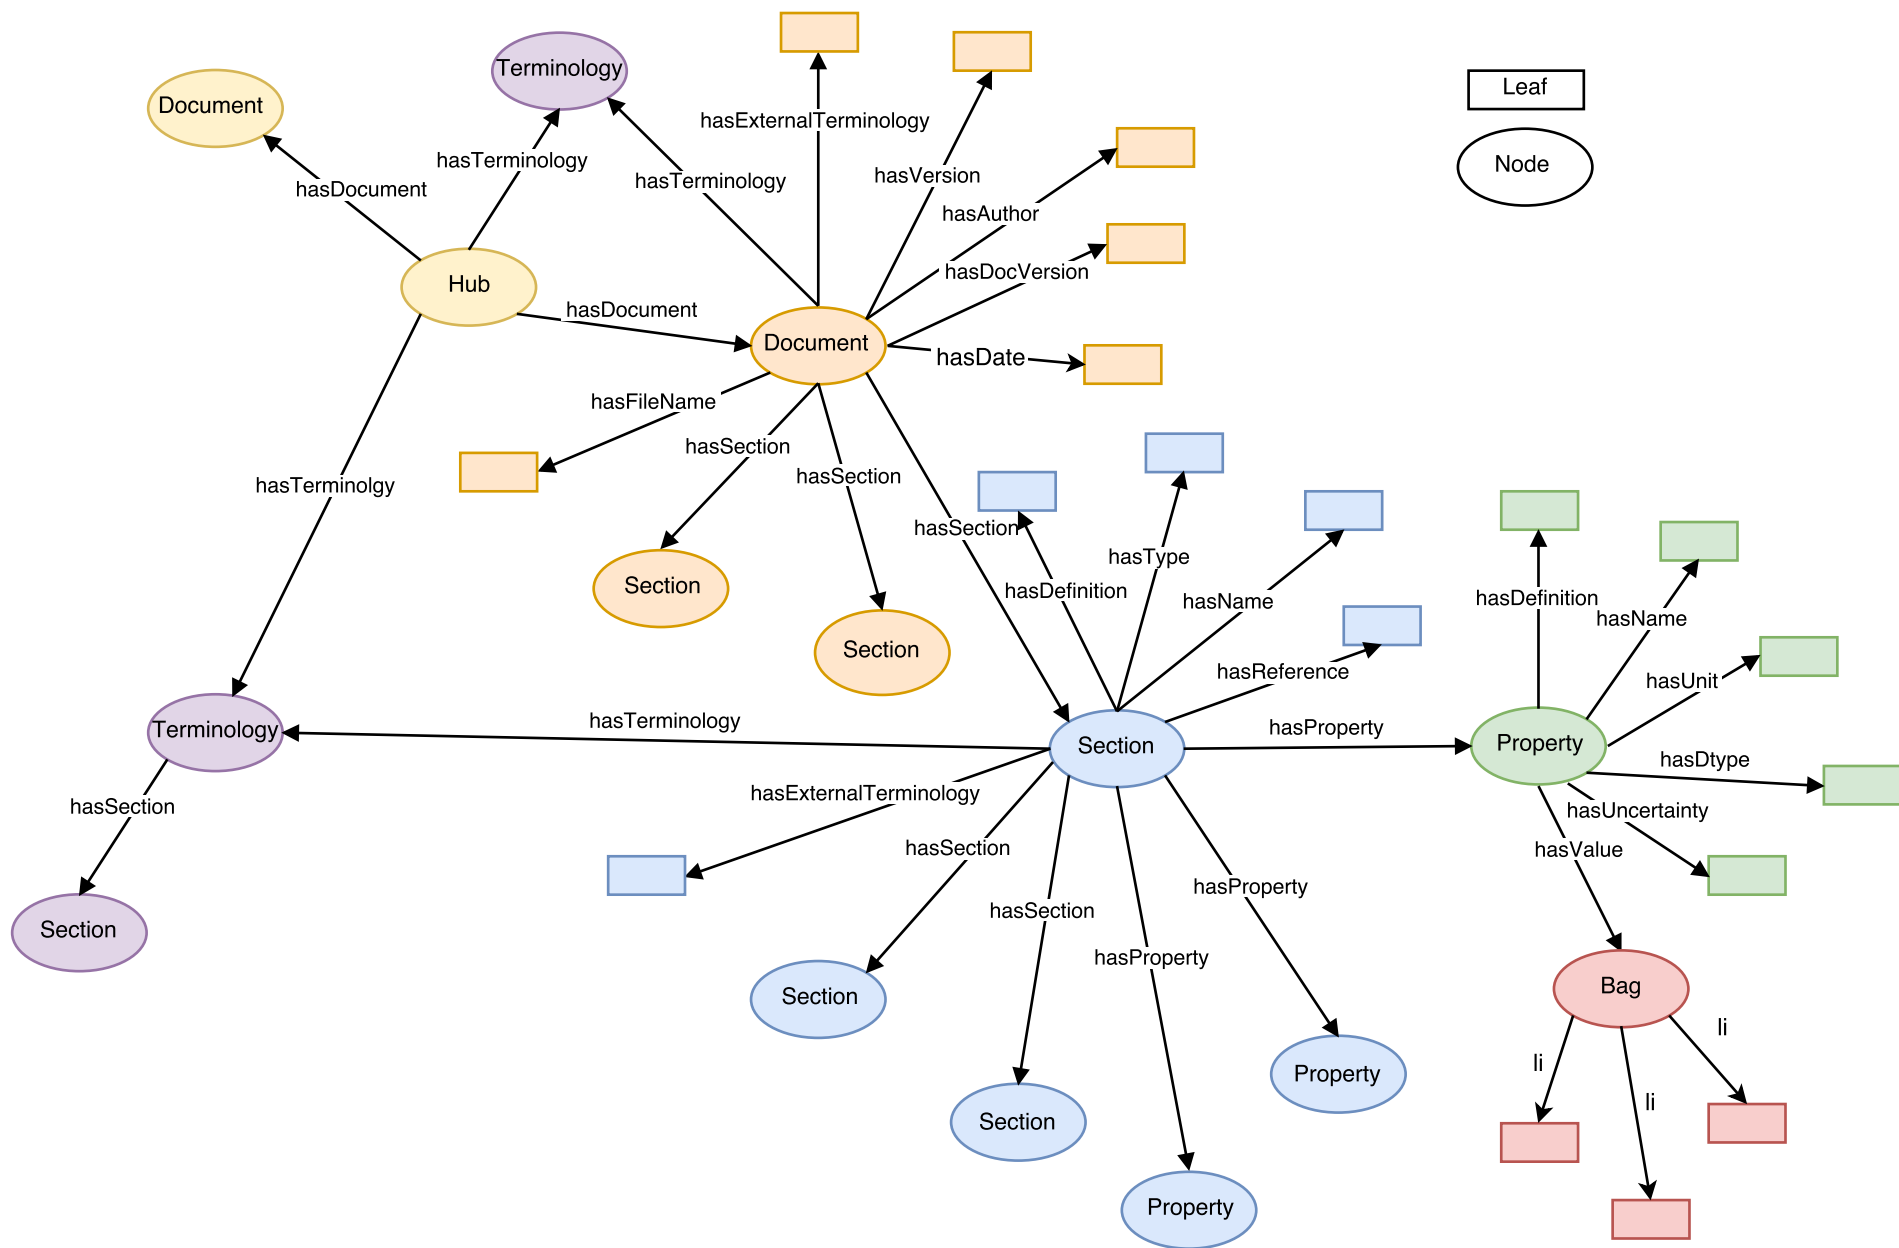 Terminology
Document
Leaf
hasExternalTerminology
hasTerminology
Node
hasVersion
hasTerminology
hasDocument
hasAuthor
hasDocVersion
Hub
hasDocument
Document
hasDate
hasFileName
hasSection
hasSection
hasTerminolgy
hasSection
hasType
hasDefinition
hasName
hasDefinition
hasName
Section
Section
hasReference
hasUnit
hasTerminology
hasProperty
Terminology
Section
Property
hasDtype
hasExternalTerminology
hasSection
hasUncertainty
hasSection
hasValue
hasProperty
hasSection
Section
hasProperty
Bag
Section
li
li
Property
li
Section
Property